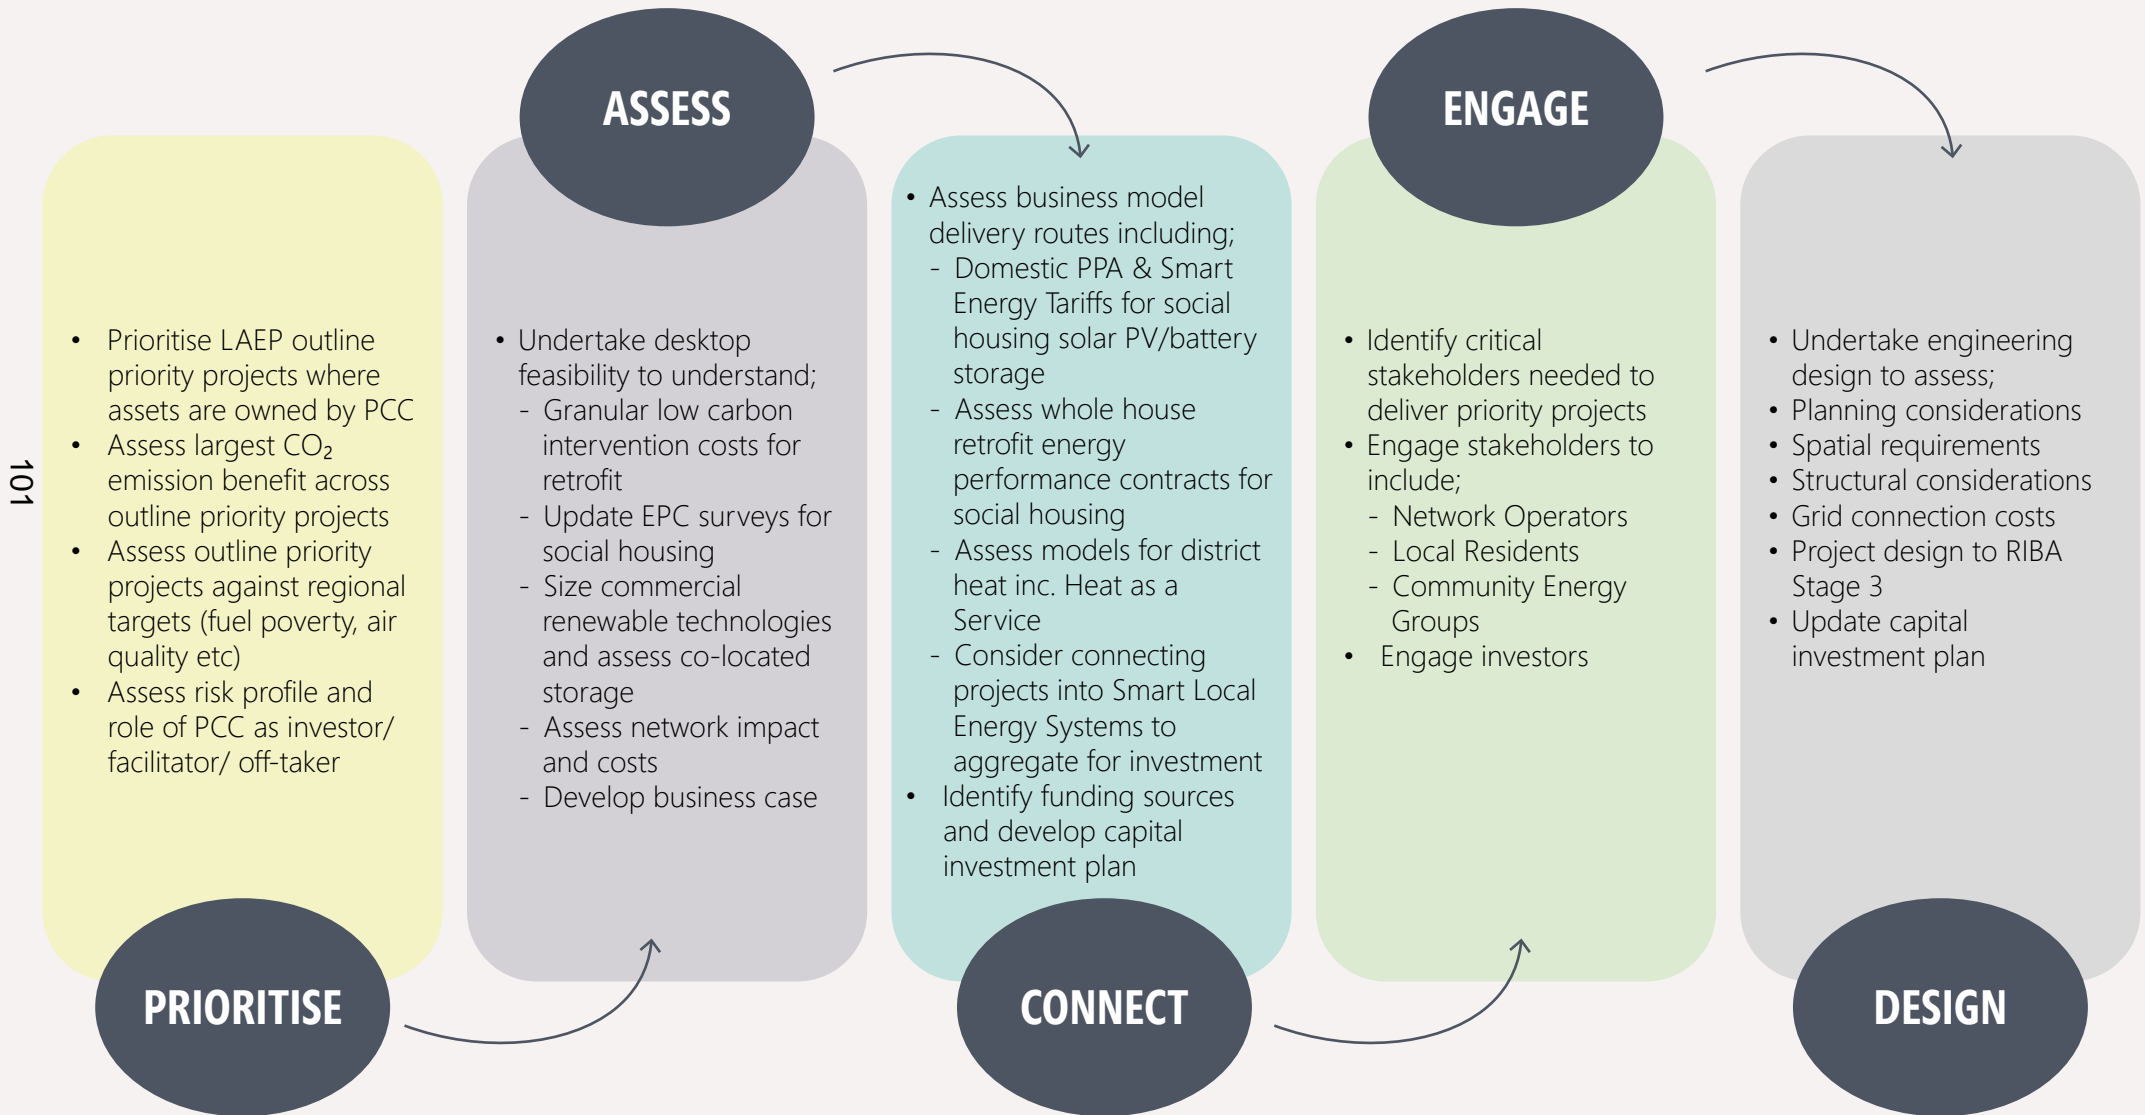 101
PRIORITISE
• Prioritise LAEP outline
priority projects where
assets are owned by PCC
• Assess largest CO₂
emission benefit across
outline priority projects
• Assess outline priority
projects against regional
targets (fuel poverty, air
quality etc)
• Assess risk profile and
role of PCC as investor/
facilitator/ off-taker
ASSESS
• Undertake desktop
feasibility to understand;
- Granular low carbon
intervention costs for
retrofit
- Update EPC surveys for
social housing
- Size commercial
renewable technologies
and assess co-located
storage
- Assess network impact
and costs
- Develop business case
CONNECT
• Assess business model
delivery routes including;
- Domestic PPA & Smart
Energy Tariffs for social
housing solar PV/battery
storage
- Assess whole house
retrofit energy
performance contracts for
social housing
- Assess models for district
heat inc. Heat as a
Service
- Consider connecting
projects into Smart Local
Energy Systems to
aggregate for investment
• Identify funding sources
and develop capital
investment plan
ENGAGE
• Identify critical
stakeholders needed to
deliver priority projects
• Engage stakeholders to
include;
- Network Operators
- Local Residents
- Community Energy
Groups
• Engage investors
DESIGN
• Undertake engineering
design to assess;
• Planning considerations
• Spatial requirements
• Structural considerations
• Grid connection costs
• Project design to RIBA
Stage 3
• Update capital
investment plan